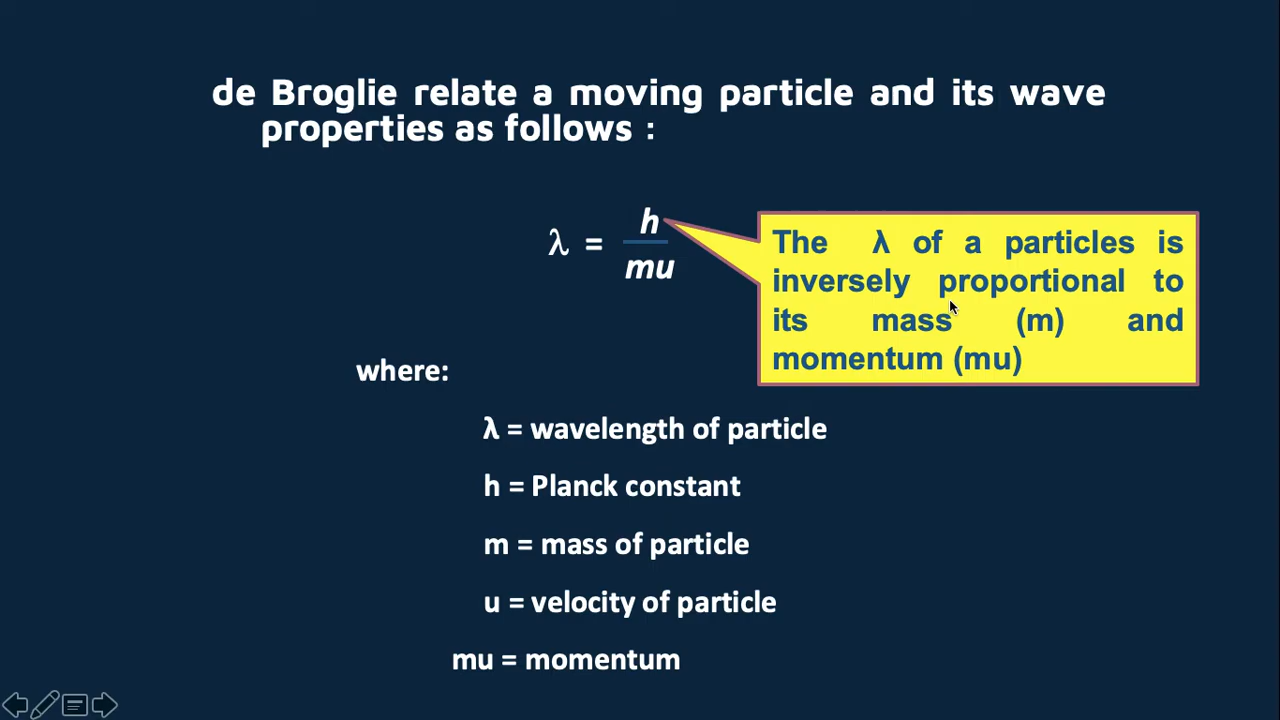 de Broglie relate a moving particle and its wave
properties as follows :
λ = h
mu
The λ of a particles is
inversely proportional to
its mass (m) and
momentum (mu)
where:
λ = wavelength of particle
h = Planck constant
m = mass of particle
u = velocity of particle
mu = momentum